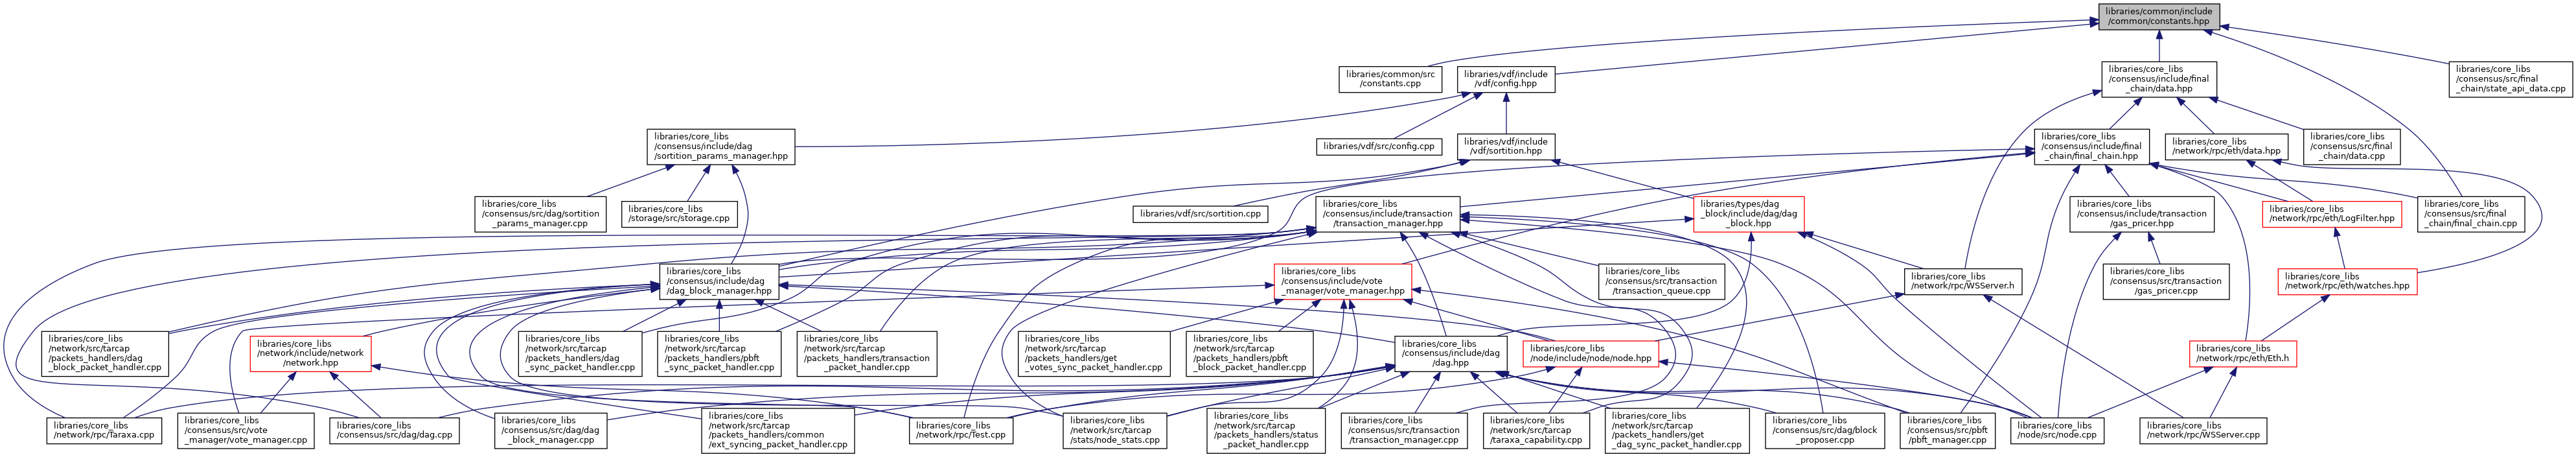 libraries/common/include
/common/constants.hpp
libraries/common/src
/constants.cpp
libraries/vdf/include
/vdf/config.hpp
libraries/core_libs
/consensus/include/final
_chain/data.hpp
libraries/core_libs
/consensus/src/final
_chain/state_api_data.cpp
libraries/core_libs
/consensus/include/dag
/sortition_params_manager.hpp
libraries/vdf/src/config.cpp
libraries/vdf/include
/vdf/sortition.hpp
libraries/core_libs
/consensus/include/final
_chain/final_chain.hpp
libraries/core_libs
/network/rpc/eth/data.hpp
libraries/core_libs
/consensus/src/final
_chain/data.cpp
libraries/core_libs
/consensus/src/dag/sortition
_params_manager.cpp
libraries/core_libs
/storage/src/storage.cpp
libraries/vdf/src/sortition.cpp
libraries/core_libs
/consensus/include/transaction
/transaction_manager.hpp
libraries/types/dag
_block/include/dag/dag
_block.hpp
libraries/core_libs
/consensus/include/transaction
/gas_pricer.hpp
libraries/core_libs
/network/rpc/eth/LogFilter.hpp
libraries/core_libs
/consensus/src/final
_chain/final_chain.cpp
libraries/core_libs
/consensus/include/dag
/dag_block_manager.hpp
libraries/core_libs
/consensus/include/vote
_manager/vote_manager.hpp
libraries/core_libs
/consensus/src/transaction
/transaction_queue.cpp
libraries/core_libs
/network/rpc/WSServer.h
libraries/core_libs
/consensus/src/transaction
/gas_pricer.cpp
libraries/core_libs
/network/rpc/eth/watches.hpp
libraries/core_libs
/network/src/tarcap
/packets_handlers/dag
_block_packet_handler.cpp
libraries/core_libs
/network/include/network
/network.hpp
libraries/core_libs
/network/src/tarcap
/packets_handlers/dag
_sync_packet_handler.cpp
libraries/core_libs
/network/src/tarcap
/packets_handlers/pbft
_sync_packet_handler.cpp
libraries/core_libs
/network/src/tarcap
/packets_handlers/transaction
_packet_handler.cpp
libraries/core_libs
/network/src/tarcap
/packets_handlers/get
_votes_sync_packet_handler.cpp
libraries/core_libs
/network/src/tarcap
/packets_handlers/pbft
_block_packet_handler.cpp
libraries/core_libs
/consensus/include/dag
/dag.hpp
libraries/core_libs
/node/include/node/node.hpp
libraries/core_libs
/network/rpc/eth/Eth.h
libraries/core_libs
/network/rpc/Taraxa.cpp
libraries/core_libs
/consensus/src/vote
_manager/vote_manager.cpp
libraries/core_libs
/consensus/src/dag/dag.cpp
libraries/core_libs
/consensus/src/dag/dag
_block_manager.cpp
libraries/core_libs
/network/src/tarcap
/packets_handlers/common
/ext_syncing_packet_handler.cpp
libraries/core_libs
/network/rpc/Test.cpp
libraries/core_libs
/network/src/tarcap
/stats/node_stats.cpp
libraries/core_libs
/network/src/tarcap
/packets_handlers/status
_packet_handler.cpp
libraries/core_libs
/consensus/src/transaction
/transaction_manager.cpp
libraries/core_libs
/network/src/tarcap
/taraxa_capability.cpp
libraries/core_libs
/network/src/tarcap
/packets_handlers/get
_dag_sync_packet_handler.cpp
libraries/core_libs
/consensus/src/dag/block
_proposer.cpp
libraries/core_libs
/consensus/src/pbft
/pbft_manager.cpp
libraries/core_libs
/node/src/node.cpp
libraries/core_libs
/network/rpc/WSServer.cpp